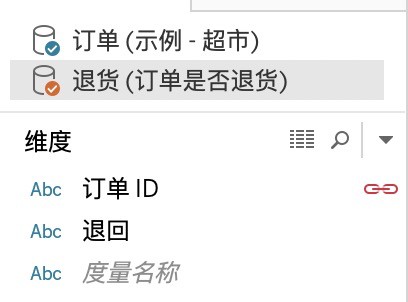 订单 (示例 - 超市)
退货 (订单是否退货)
维度
Abc 订单 ID
Abc 退回
Abc 度量名称